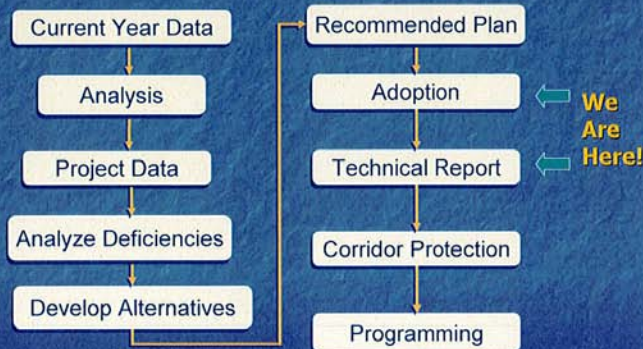 Current Year Data
Analysis
Project Data
Analyze Deficiencies
Develop Alternatives
Recommended Plan
Adoption
Technical Report
Corridor Protection
Programming
We
Are
Here!